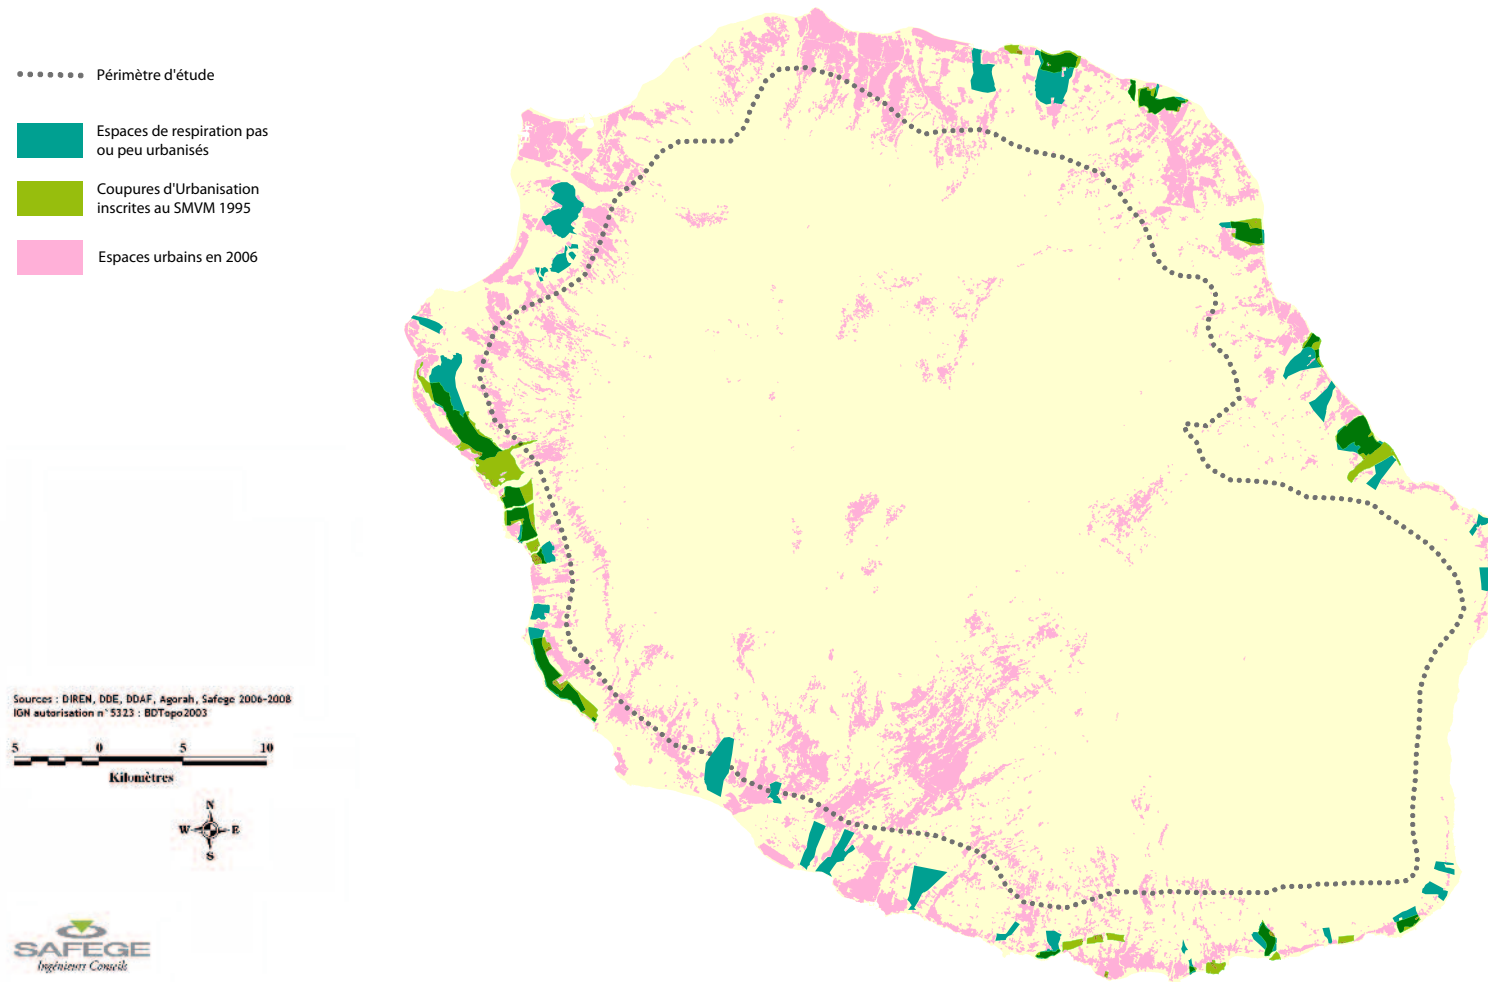 Périmètre d'étude
Espaces de respiration pas
ou peu urbanisés
Coupures d'Urbanisation
inscrites au SMVM 1995
Espaces urbains en 2006
Sources : DIREN, DDE, DDAF, Agorah, Safege 2006-2008
IGN autorisation n°5323 : BDTopo2003
5 0 5 10
Kilomètres
N
W E
S
SAFEGE
Ingénieurs Conseils